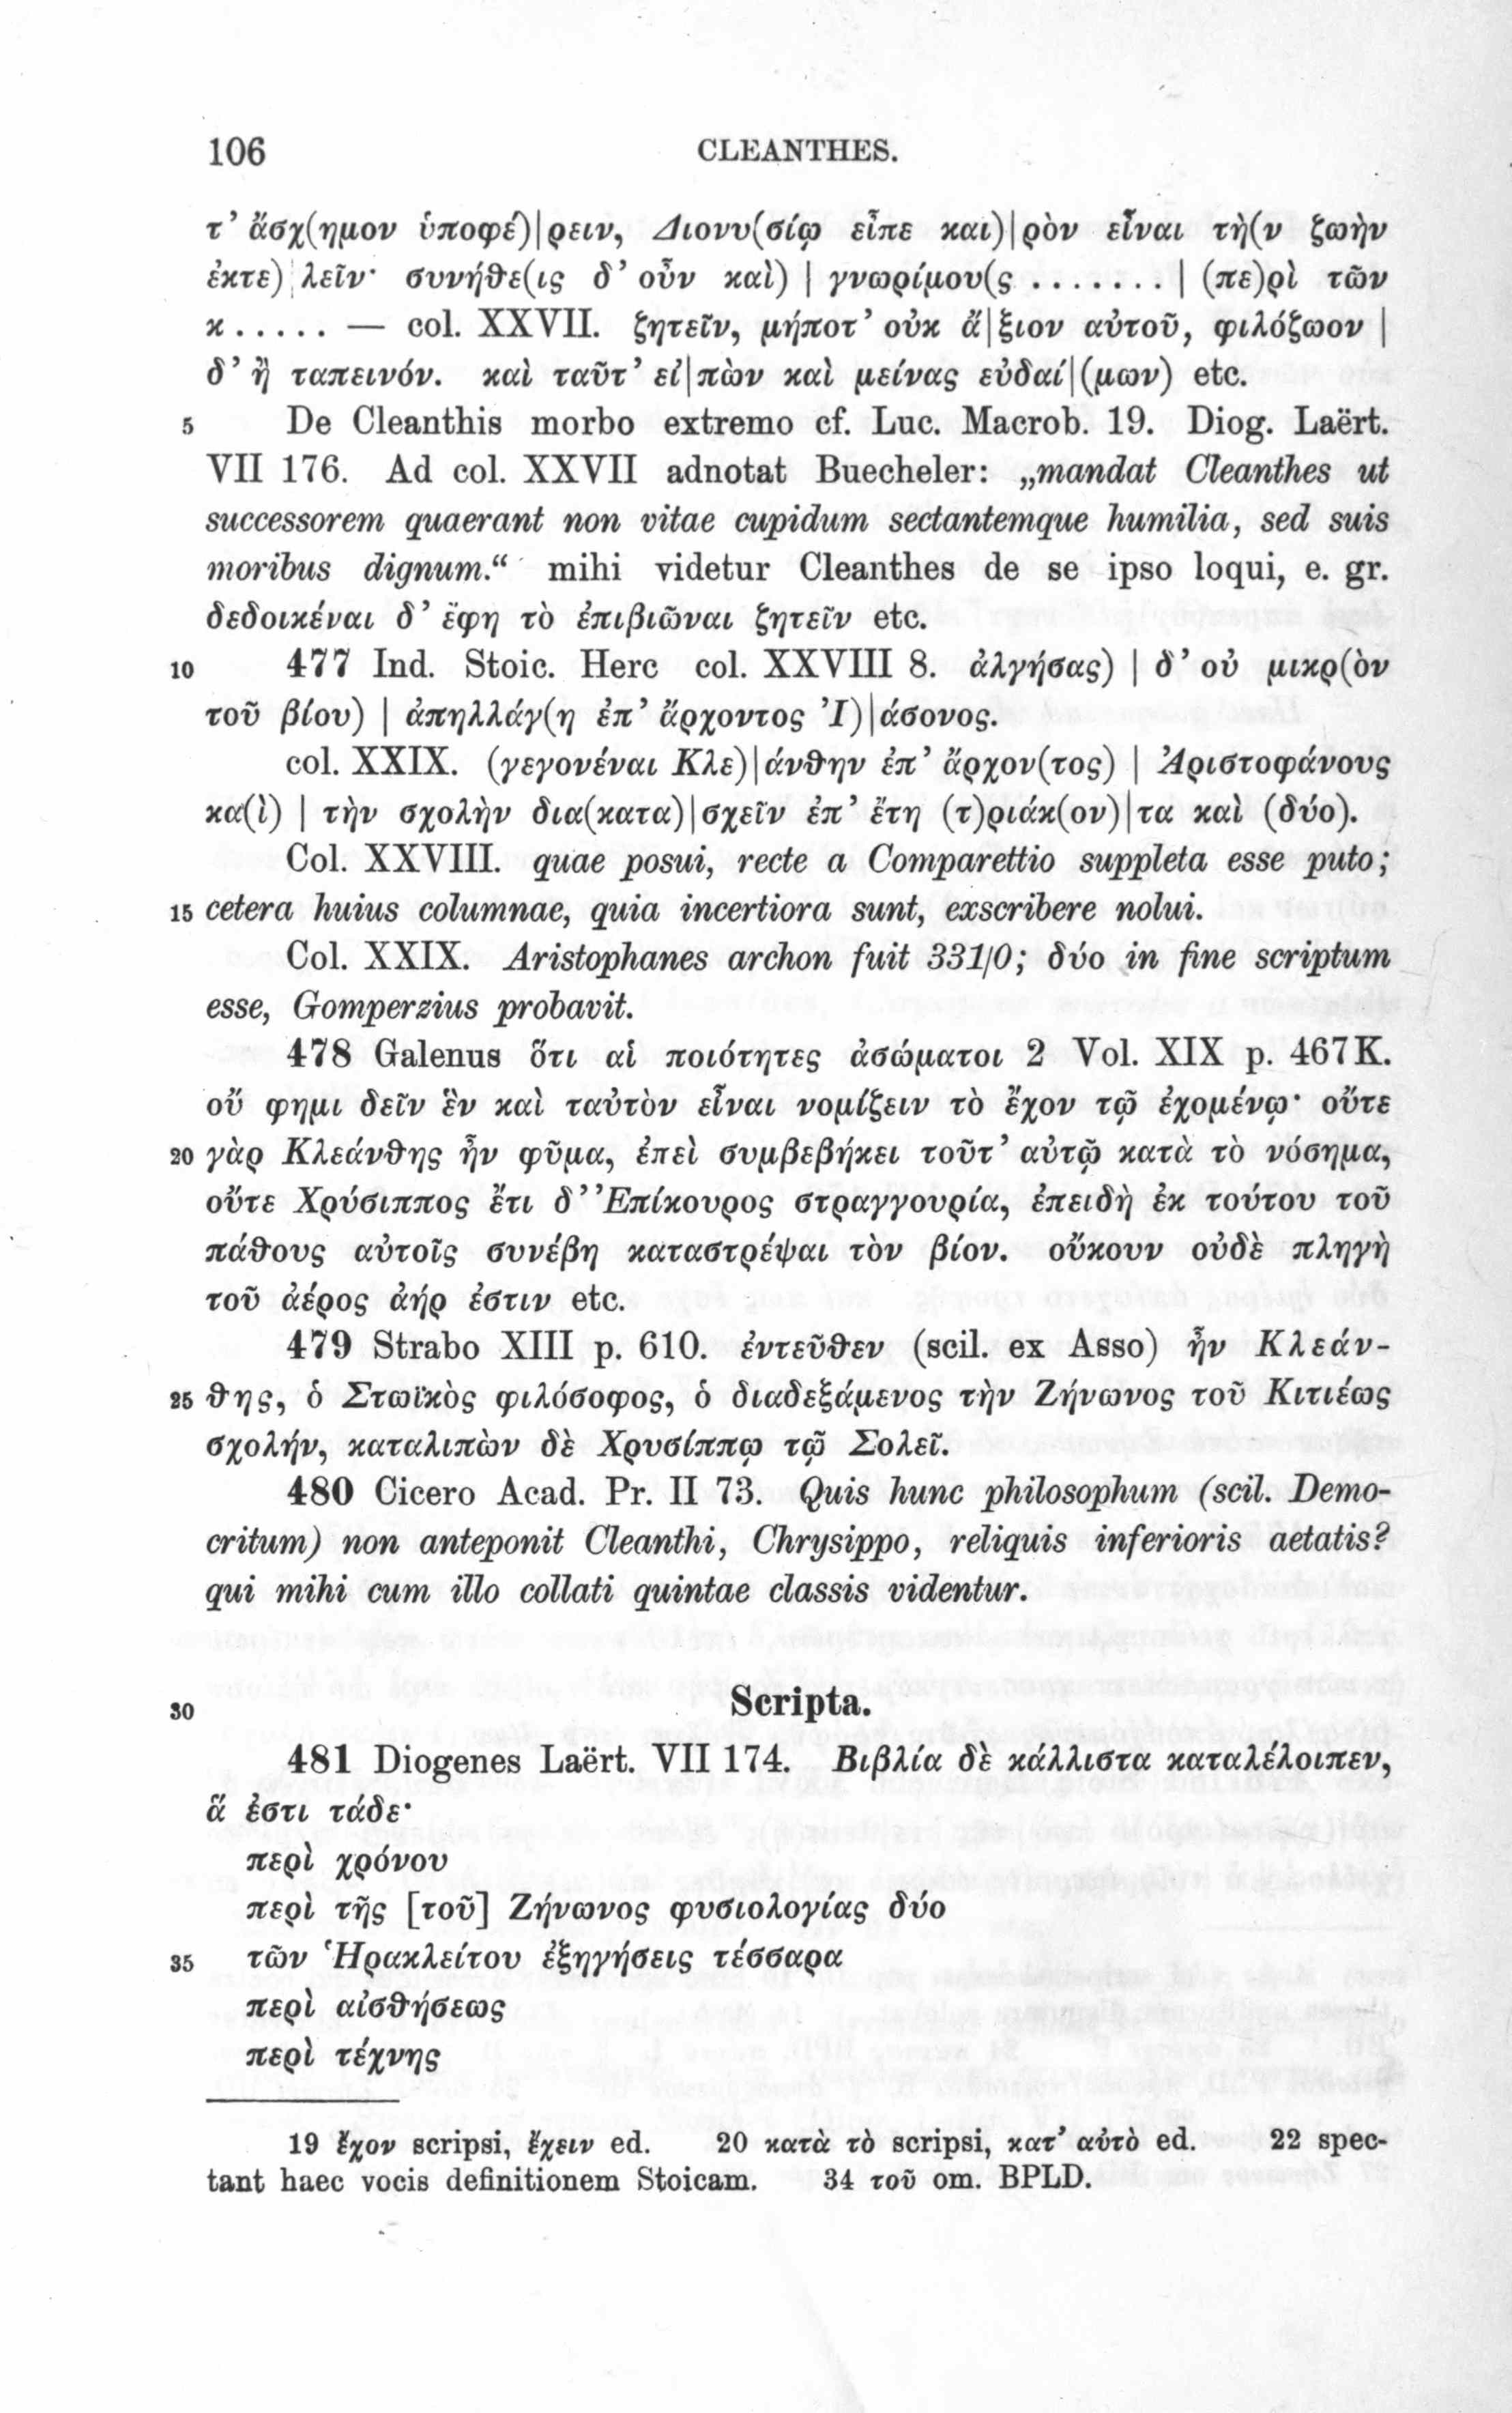 106 CLEANTHES.
τ’ ἄσχ(ημον ὑποφέ)|ρειν, Διονυ(σίῳ εἶπε και)|ρὸν εἶναι τὴ(ν ζωὴν
ἐκτε)|λεῖν· συνήθε(ις δ’ οὖν καὶ) | γνωρίμου(ς ....... | (πε)ρὶ τῶν
κ..... — col. XXVII. ζητεῖν, μήποτ’ οὐκ ἄ|ξιον αὐτοῦ, φιλόζωον |
δ’ ἢ ταπεινόν. καὶ ταῦτ’ εἰ|πὼν καὶ μείνας εὐδαί|(μων) etc.
5 De Cleanthis morbo extremo cf. Luc. Macrob. 19. Diog. Laërt.
VII 176. Ad col. XXVII adnotat Buecheler: „mandat Cleanthes ut
successorem quaerant non vitae cupidum sectantemque humilia, sed suis
moribus dignum.“ mihi videtur Cleanthes de se ipso loqui, e. gr.
δεδοικέναι δ’ ἔφη τὸ ἐπιβιῶναι ζητεῖν etc.
10 477 Ind. Stoic. Herc col. XXVIII 8. ἀλγήσας) | δ’ οὐ μικρ(ὸν
τοῦ βίου) | ἀπηλλάγ(η ἐπ’ ἄρχοντος Ἰ)|άσονος.
col. XXIX. (γεγονέναι Κλε)|άνθην ἐπ’ ἄρχον(τος) | Ἀριστοφάνους
κα(ὶ) | τὴν σχολὴν δια(κατα)|σχεῖν ἐπ’ ἔτη (τ)ριάκ(ον)|τα καὶ (δύο).
Col. XXVIII. quae posui, recte a Comparettio suppleta esse puto;
15 cetera huius columnae, quia incertiora sunt, exscribere nolui.
Col. XXIX. Aristophanes archon fuit 331/0; δύο in fine scriptum
esse, Gomperzius probavit.
478 Galenus ὅτι αἱ ποιότητες ἀσώματοι 2 Vol. XIX p. 467 K.
οὔ φημι δεῖν ἓν καὶ ταὐτὸν εἶναι νομίζειν τὸ ἔχον τῷ ἐχομένῳ· οὔτε
20 γὰρ Κλεάνθης ἦν φῦμα, ἐπεὶ συμβεβήκει τοῦτ’ αὐτῷ κατὰ τὸ νόσημα,
οὔτε Χρύσιππος ἔτι δ’ Ἐπίκουρος στραγγουρία, ἐπειδὴ ἐκ τούτου τοῦ
πάθους αὐτοῖς συνέβη καταστρέψαι τὸν βίον. οὔκουν οὐδὲ πληγὴ
τοῦ ἀέρος ἀήρ ἐστιν etc.
479 Strabo XIII p. 610. ἐντεῦθεν (scil. ex Asso) ἦν Κλεάν-
25 θης, ὁ Στωϊκὸς φιλόσοφος, ὁ διαδεξάμενος τὴν Ζήνωνος τοῦ Κιτιέως
σχολήν, καταλιπὼν δὲ Χρυσίππῳ τῷ Σολεῖ.
480 Cicero Acad. Pr. II 73. Quis hunc philosophum (scil. Demo-
critum) non anteponit Cleanthi, Chrysippo, reliquis inferioris aetatis?
qui mihi cum illo collati quintae classis videntur.
30 Scripta.
481 Diogenes Laërt. VII 174. Βιβλία δὲ κάλλιστα καταλέλοιπεν,
ἅ ἐστι τάδε·
περὶ χρόνου
περὶ τῆς [τοῦ] Ζήνωνος φυσιολογίας δύο
35 τῶν Ἡρακλείτου ἐξηγήσεις τέσσαρα
περὶ αἰσθήσεως
περὶ τέχνης
19 ἔχον scripsi, ἔχειν ed. 20 κατὰ τὸ scripsi, κατ’ αὐτὸ ed. 22 spec-
tant haec vocis definitionem Stoicam. 34 τοῦ om. BPLD.